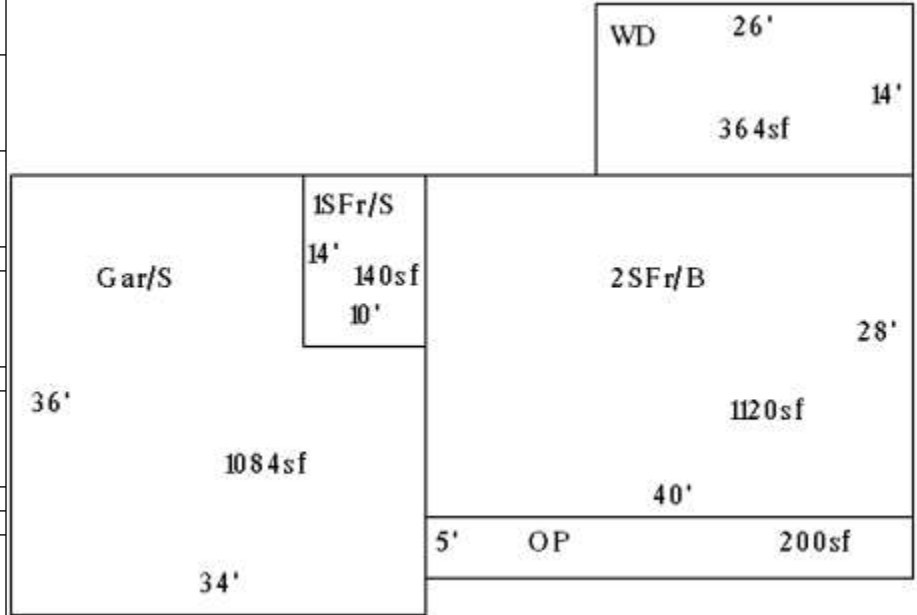 WD 26'
14'
364sf
1SFr/S
14'
140sf
10'
Gar/S
36'
1084sf
34'
2SFr/B
28'
1120sf
40'
5' OP 200sf